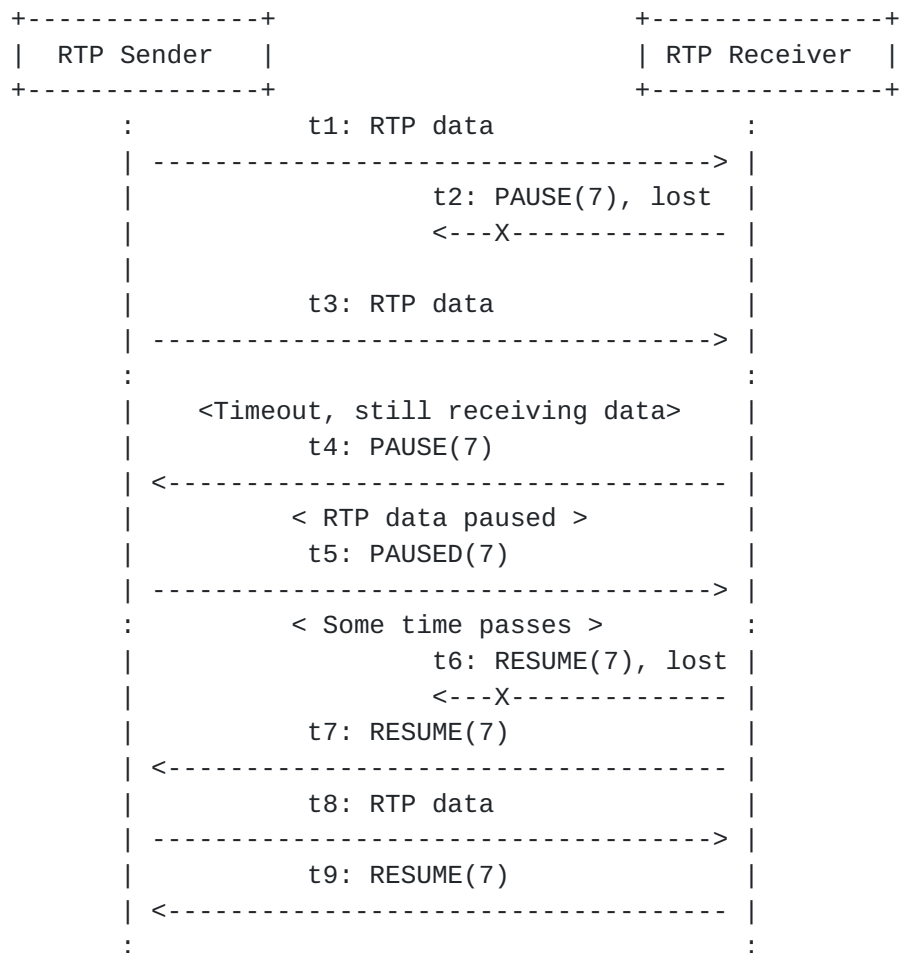 +---------------+                       +---------------+
|  RTP Sender   |                       | RTP Receiver  |
+---------------+                       +---------------+
       :           t1: RTP data                :
       | ------------------------------------> |
       |                   t2: PAUSE(7), lost  |
       |                   <---X-------------- |
       |                                       |
       |           t3: RTP data                |
       | ------------------------------------> |
       :                                       :
       |    <Timeout, still receiving data>    |
       |           t4: PAUSE(7)                |
       | <------------------------------------ |
       |          < RTP data paused >          |
       |           t5: PAUSED(7)               |
       | ------------------------------------> |
       :          < Some time passes >         :
       |                   t6: RESUME(7), lost |
       |                   <---X-------------- |
       |           t7: RESUME(7)               |
       | <------------------------------------ |
       |           t8: RTP data                |
       | ------------------------------------> |
       |           t9: RESUME(7)               |
       | <------------------------------------ |
       :                                       :